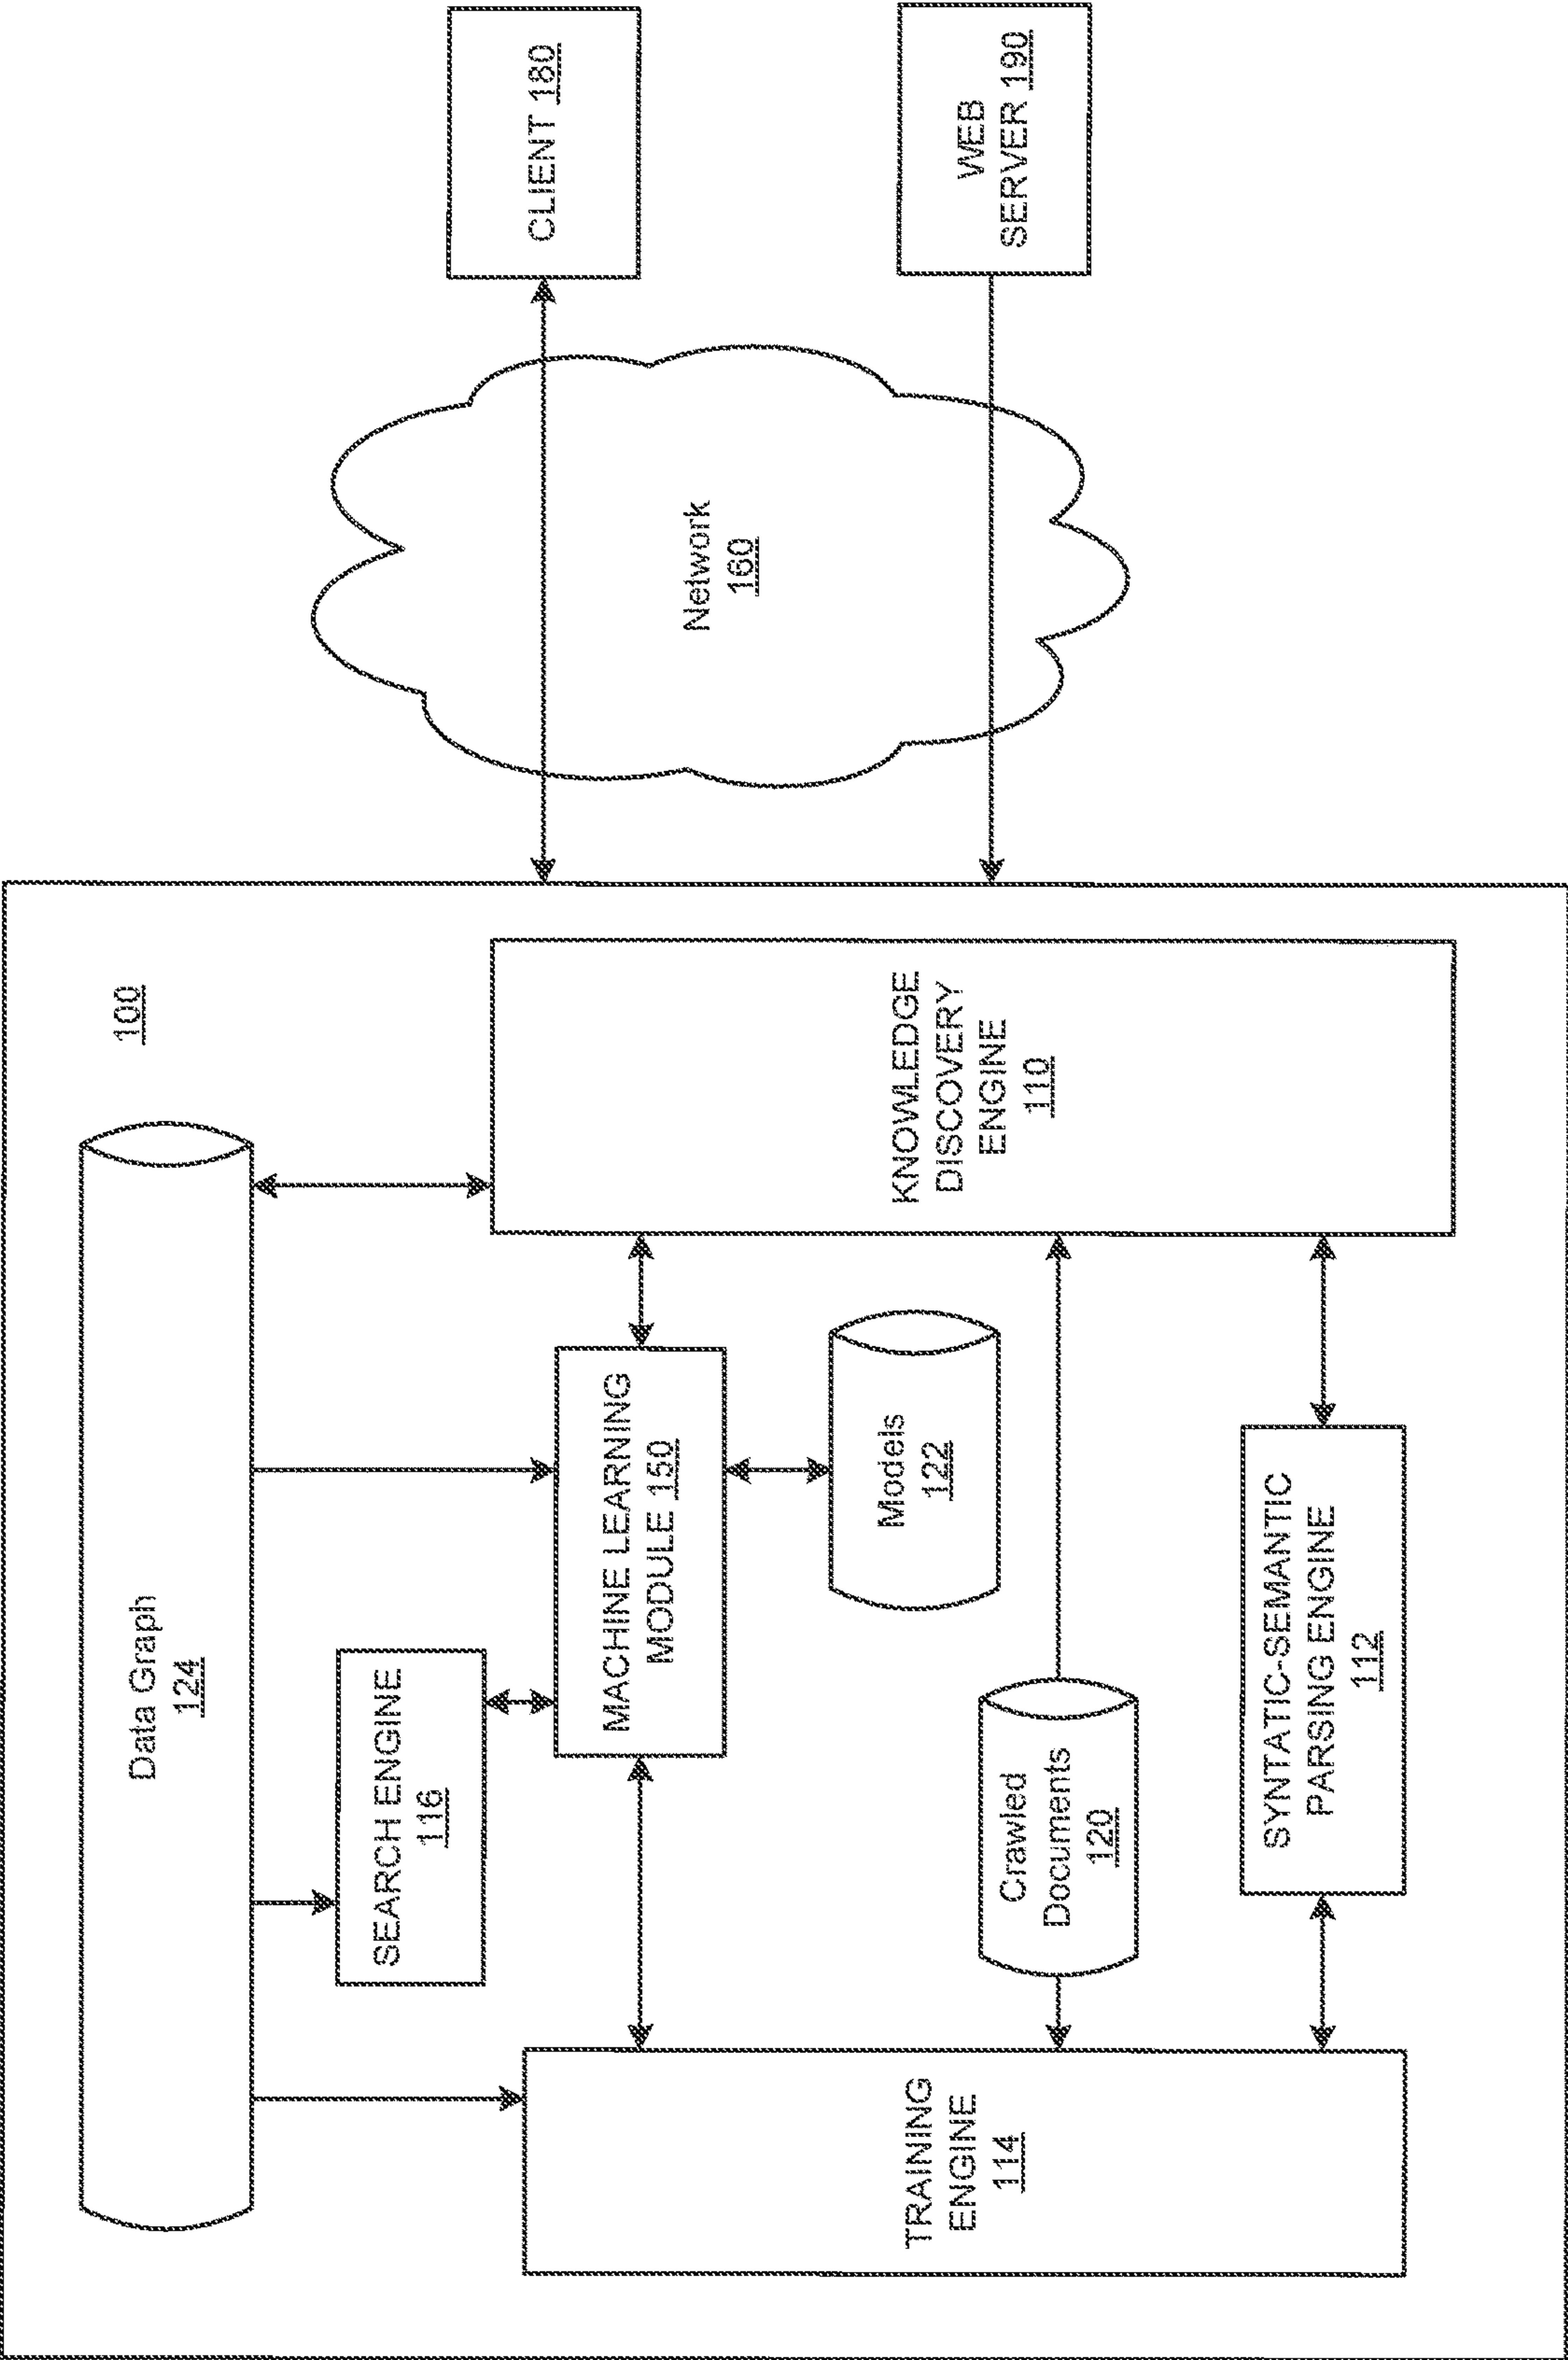 Data Graph
124
100
SEARCH ENGINE
116
MACHINE LEARNING
MODULE 150
Models
122
TRAINING
ENGINE
114
Crawled
Documents
120
SYNTATIC-SEMANTIC
PARSING ENGINE
112
KNOWLEDGE
DISCOVERY
ENGINE
110
Network
160
CLIENT 180
WEB
SERVER 190